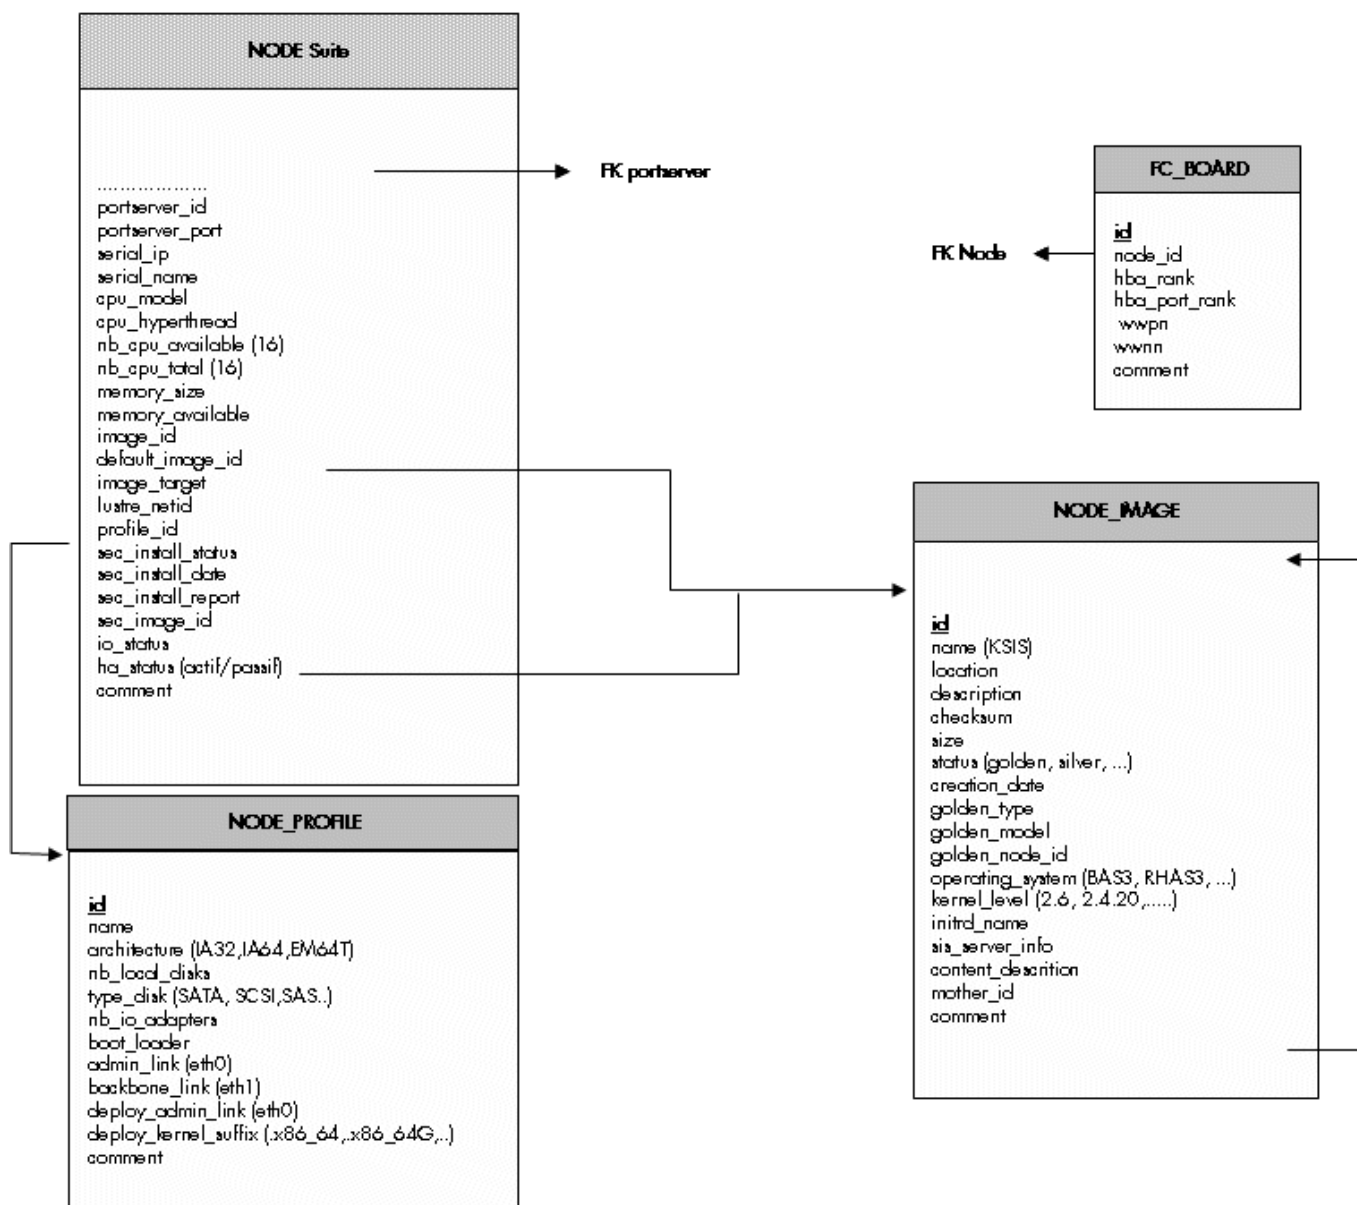 NODE Suite
..................
portserver_id
portserver_port
serial_ip
serial_name
cpu_model
cpu_hyperthread
nb_cpu_available (16)
nb_cpu_total (16)
memory_size
memory_available
image_id
default_image_id
image_target
lustre_netid
profile_id
sec_install_status
sec_install_date
sec_install_report
sec_image_id
io_status
ha_status (actif/passif)
comment
FK portserver
FC_BOARD
id
node_id
hba_rank
hba_port_rank
wwpn
wwnn
comment
FK Node
NODE_IMAGE
id
name (KSIS)
location
description
checksum
size
status (golden, silver, ...)
creation_date
golden_type
golden_model
golden_node_id
operating_system (BAS3, RHAS3, ...)
kernel_level (2.6, 2.4.20,.....)
initrd_name
sis_server_info
content_descrition
mother_id
comment
NODE_PROFILE
id
name
architecture (IA32,IA64,EM64T)
nb_local_disks
type_disk (SATA, SCSI,SAS..)
nb_io_adapters
boot_loader
admin_link (eth0)
backbone_link (eth1)
deploy_admin_link (eth0)
deploy_kernel_suffix (.x86_64,.x86_64G,..)
comment